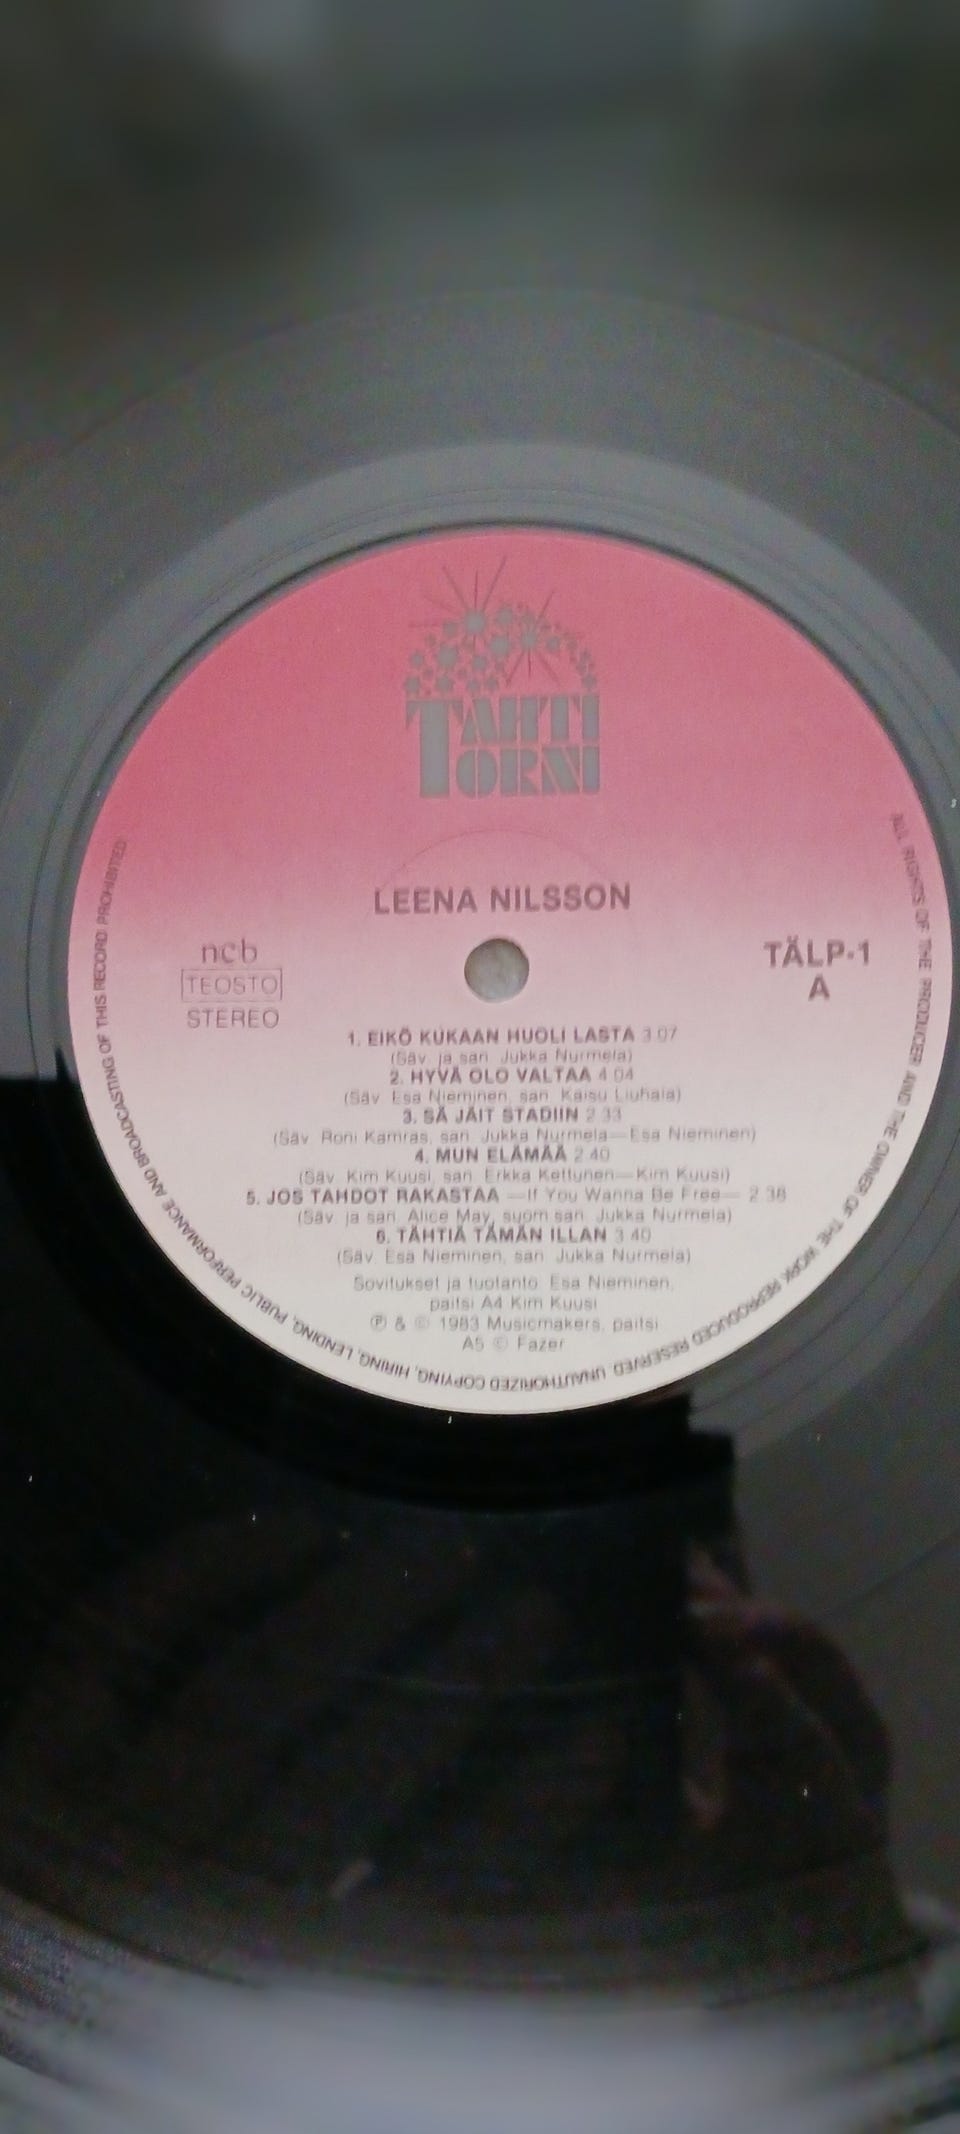 TÄHTI
TORNI
LEENA NILSSON
ncb
TEOSTO
STEREO
TÄLP-1
A
1. EIKÖ KUKAAN HUOLI LASTA 3.07
(Säv. ja san. Jukka Nurmela)
2. HYVÄ OLO VALTAA 4.04
(Säv. Esa Nieminen, san. Kaisu Liuhala)
3. SÄ JÄIT STADIIN 2.33
(Säv. Roni Kamras, san. Jukka Nurmela—Esa Nieminen)
4. MUN ELÄMÄÄ 2.40
(Säv. Kim Kuusi, san. Erkka Kettunen—Kim Kuusi)
5. JOS TAHDOT RAKASTAA —If You Wanna Be Free— 2.38
(Säv. ja san. Alice May, suom.san. Jukka Nurmela)
6. TÄHTIÄ TÄMÄN ILLAN 3.40
(Säv. Esa Nieminen, san. Jukka Nurmela)
Sovitukset ja tuotanto: Esa Nieminen,
paitsi A4 Kim Kuusi
Ⓟ & © 1983 Musicmakers, paitsi
A5 © Fazer
ALL RIGHTS OF THE PRODUCER AND THE OWNER OF THE WORK REPRODUCED RESERVED. UNAUTHORIZED COPYING, HIRING, LENDING, PUBLIC PERFORMANCE AND BROADCASTING OF THIS RECORD PROHIBITED